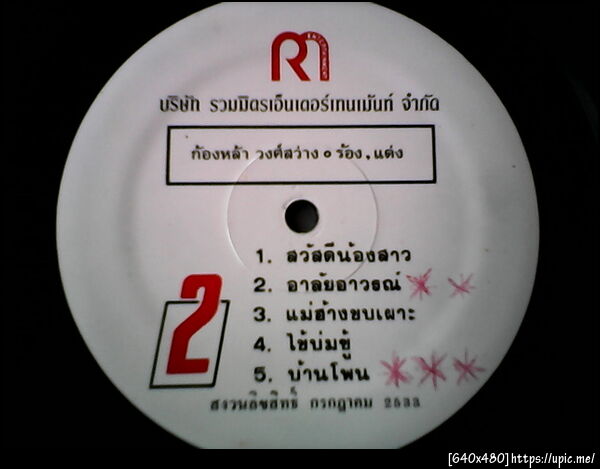 ENTERTAINMENT
บริษัท รวมมิตรเอ็นเตอร์เทนเม้นท์ จำกัด
ก้องหล้า วงศ์สว่าง ๐ ร้อง, แต่ง
1. สวัสดีน้องสาว
2. อาลัยอาวรณ์
3. แม่ฮ้างขบเผาะ
4. ไข้บ่มชู้
5. บ้านโพน
2
สงวนลิขสิทธิ์ กรกฎาคม 2533
[640x480]https://upic.me/